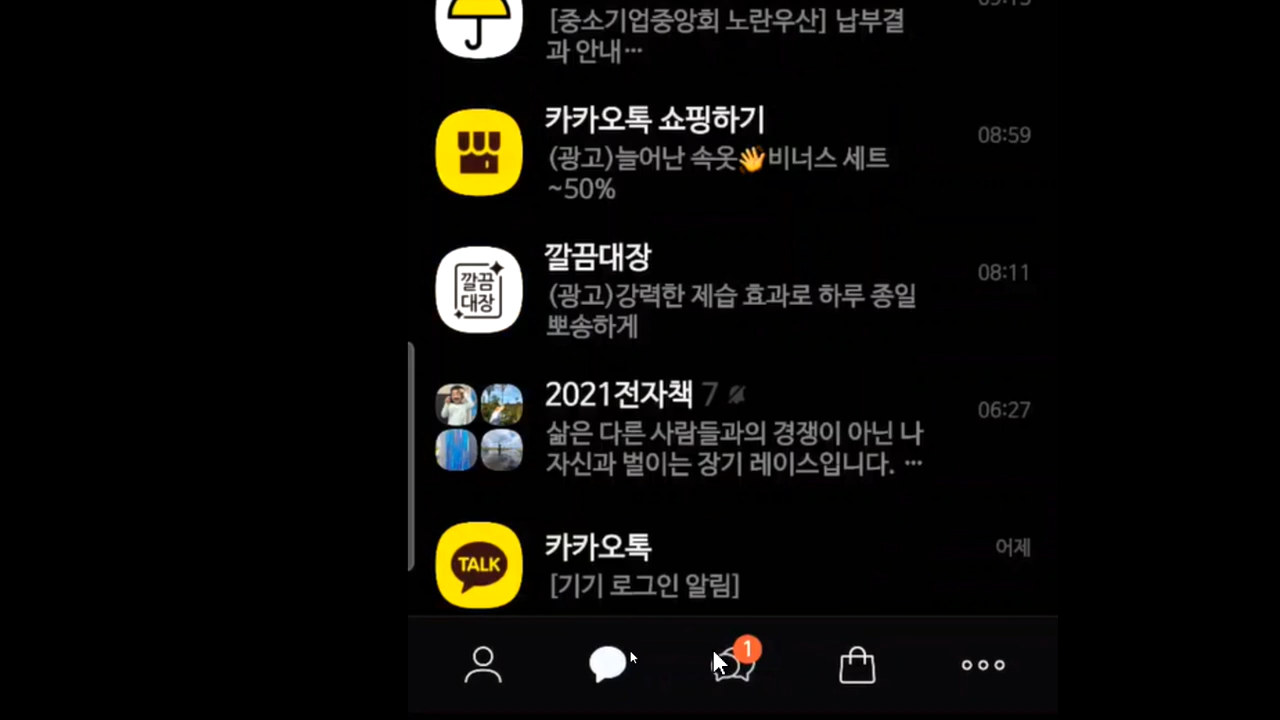 [중소기업중앙회 노란우산] 납부결
과 안내…
카카오톡 쇼핑하기
08:59
(광고)늘어난 속옷👋비너스 세트
~50%
깔끔대장
08:11
깔끔
대장
(광고)강력한 제습 효과로 하루 종일
뽀송하게
2021전자책 7
06:27
삶은 다른 사람들과의 경쟁이 아닌 나
자신과 벌이는 장기 레이스입니다. …
카카오톡
어제
TALK
[기기 로그인 알림]
1